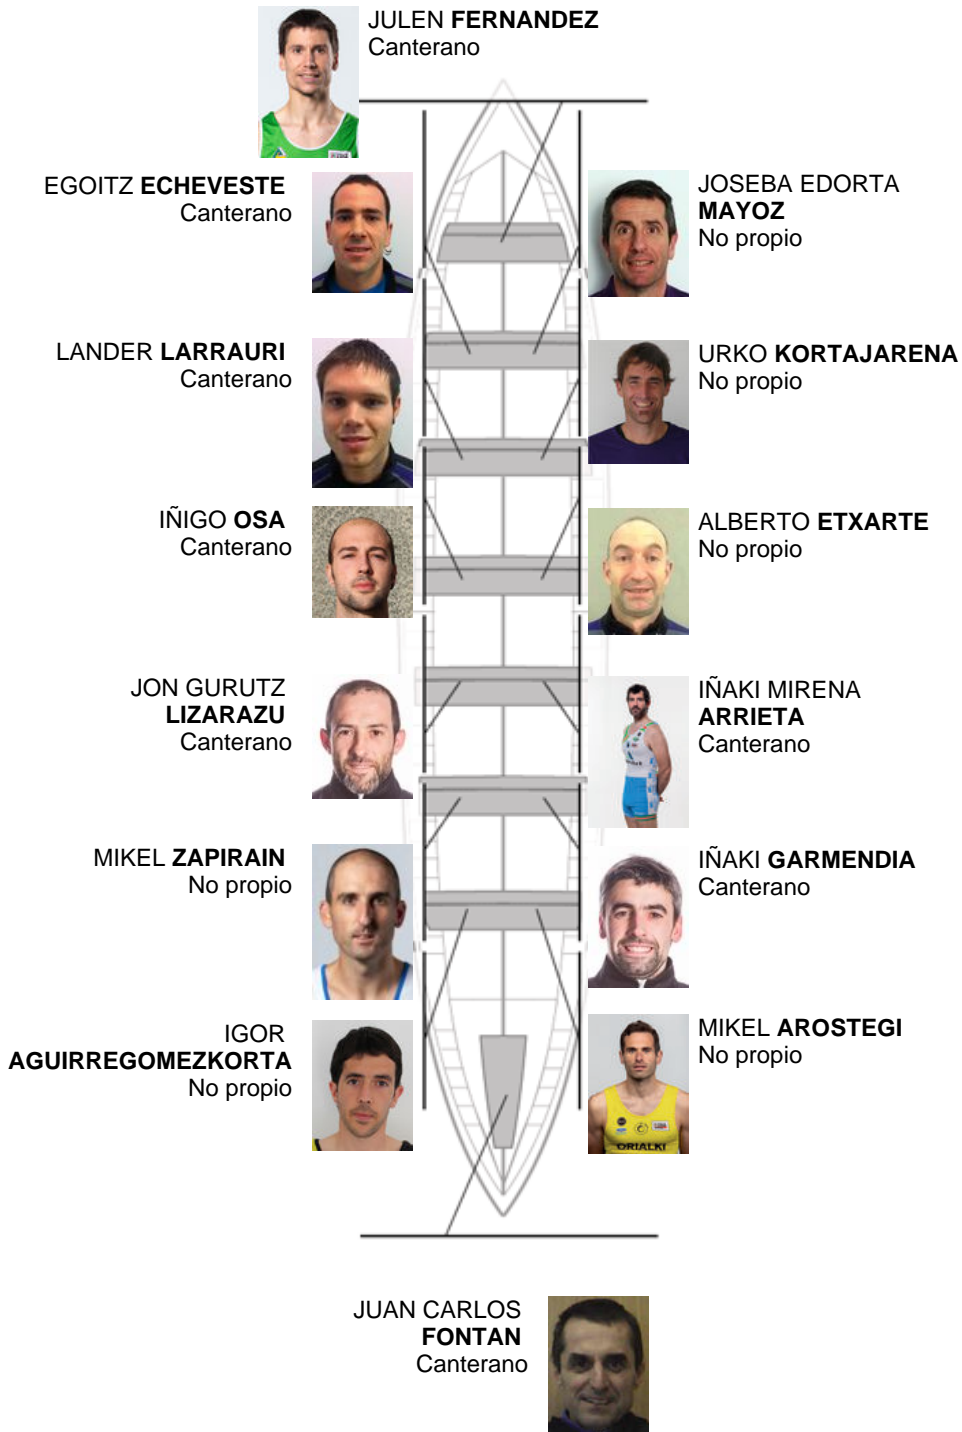 JULEN FERNANDEZ
Canterano
EGOITZ ECHEVESTE
Canterano
JOSEBA EDORTA
MAYOZ
No propio
LANDER LARRAURI
Canterano
URKO KORTAJARENA
No propio
IÑIGO OSA
Canterano
ALBERTO ETXARTE
No propio
JON GURUTZ
LIZARAZU
Canterano
IÑAKI MIRENA
ARRIETA
Canterano
MIKEL ZAPIRAIN
No propio
IÑAKI GARMENDIA
Canterano
IGOR
AGUIRREGOMEZKORTA
No propio
MIKEL AROSTEGI
No propio
ORIALKI
JUAN CARLOS
FONTAN
Canterano